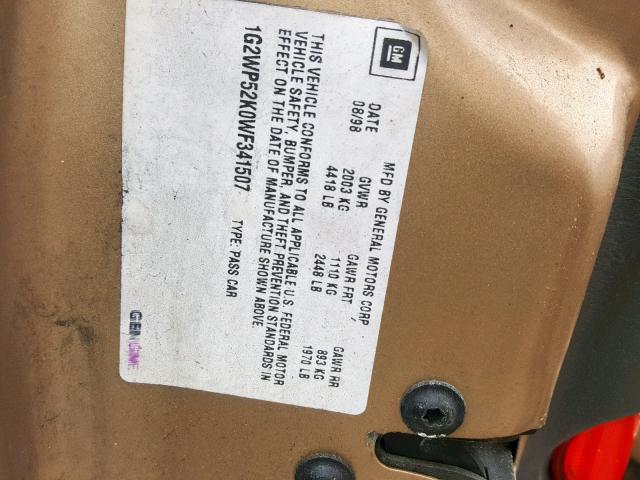 GM
MFD BY GENERAL MOTORS CORP
DATE GVWR GAWR FRT GAWR RR
08/98 2003 KG 1110 KG 893 KG
4418 LB 2448 LB 1970 LB
THIS VEHICLE CONFORMS TO ALL APPLICABLE U.S. FEDERAL MOTOR
VEHICLE SAFETY, BUMPER, AND THEFT PREVENTION STANDARDS IN
EFFECT ON THE DATE OF MANUFACTURE SHOWN ABOVE.
1G2WP52K0WF341507 TYPE: PASS CAR
GENUINE